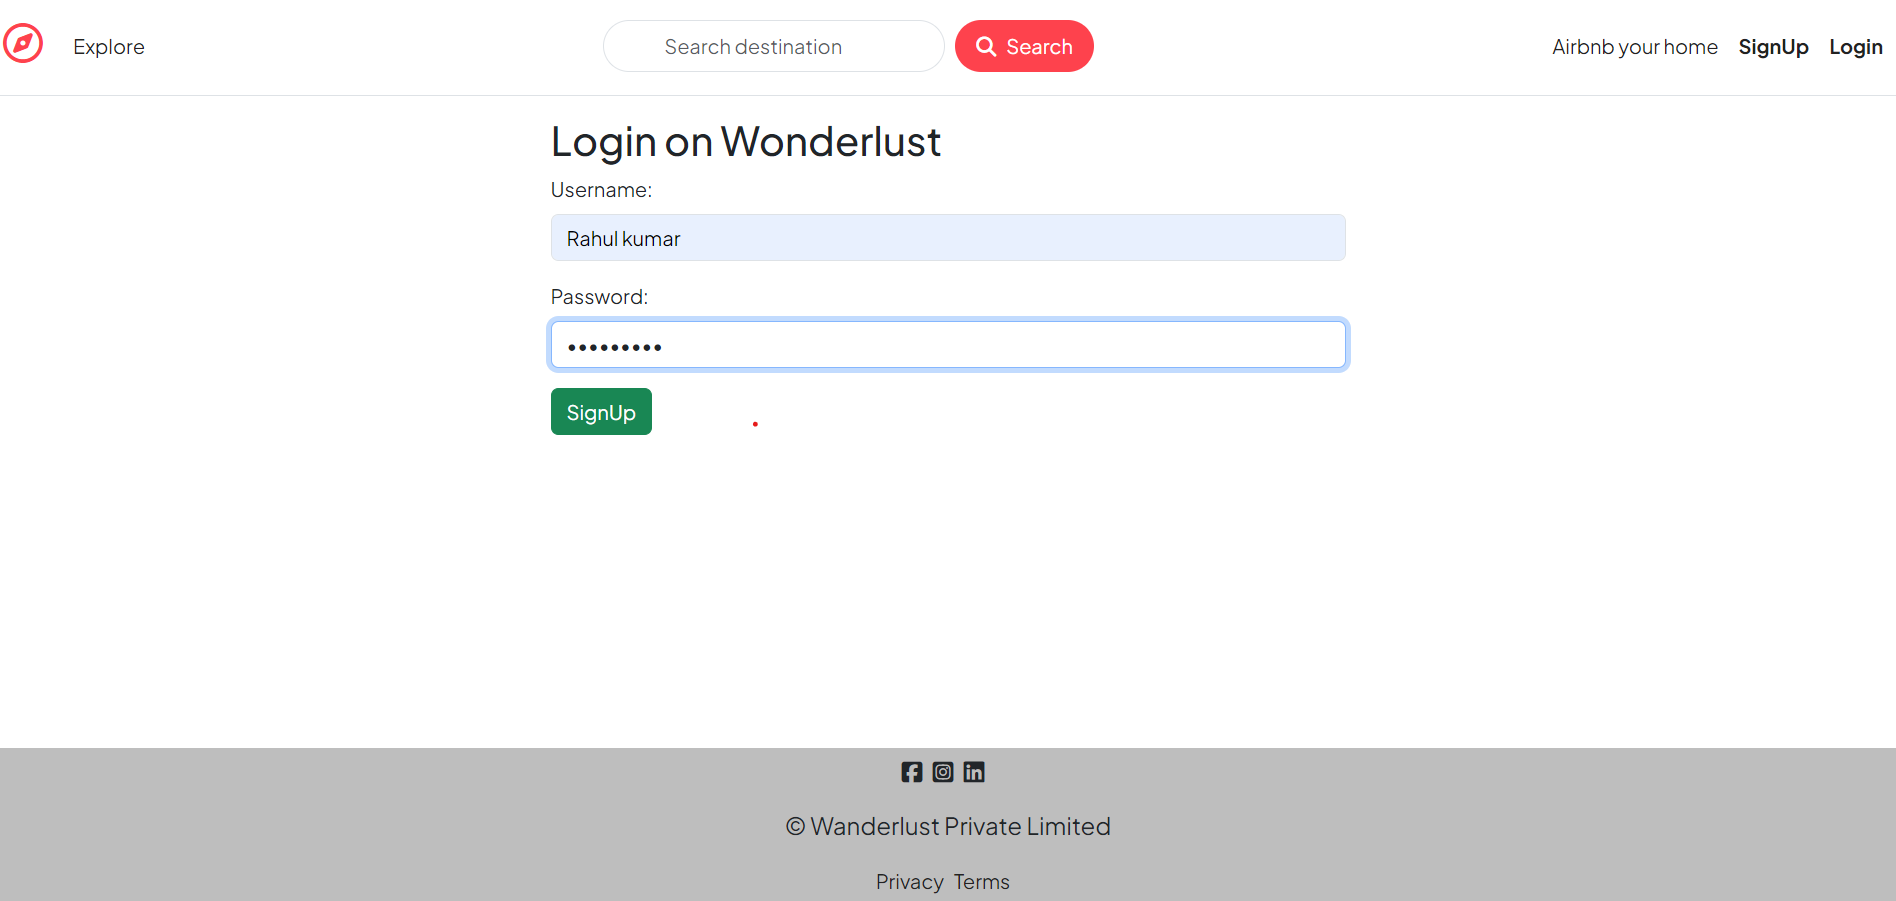 Explore
Search destination
Search
Airbnb your home
SignUp
Login
Login on Wonderlust
Username:
Rahul kumar
Password:
•••••••••
SignUp
© Wanderlust Private Limited
Privacy Terms